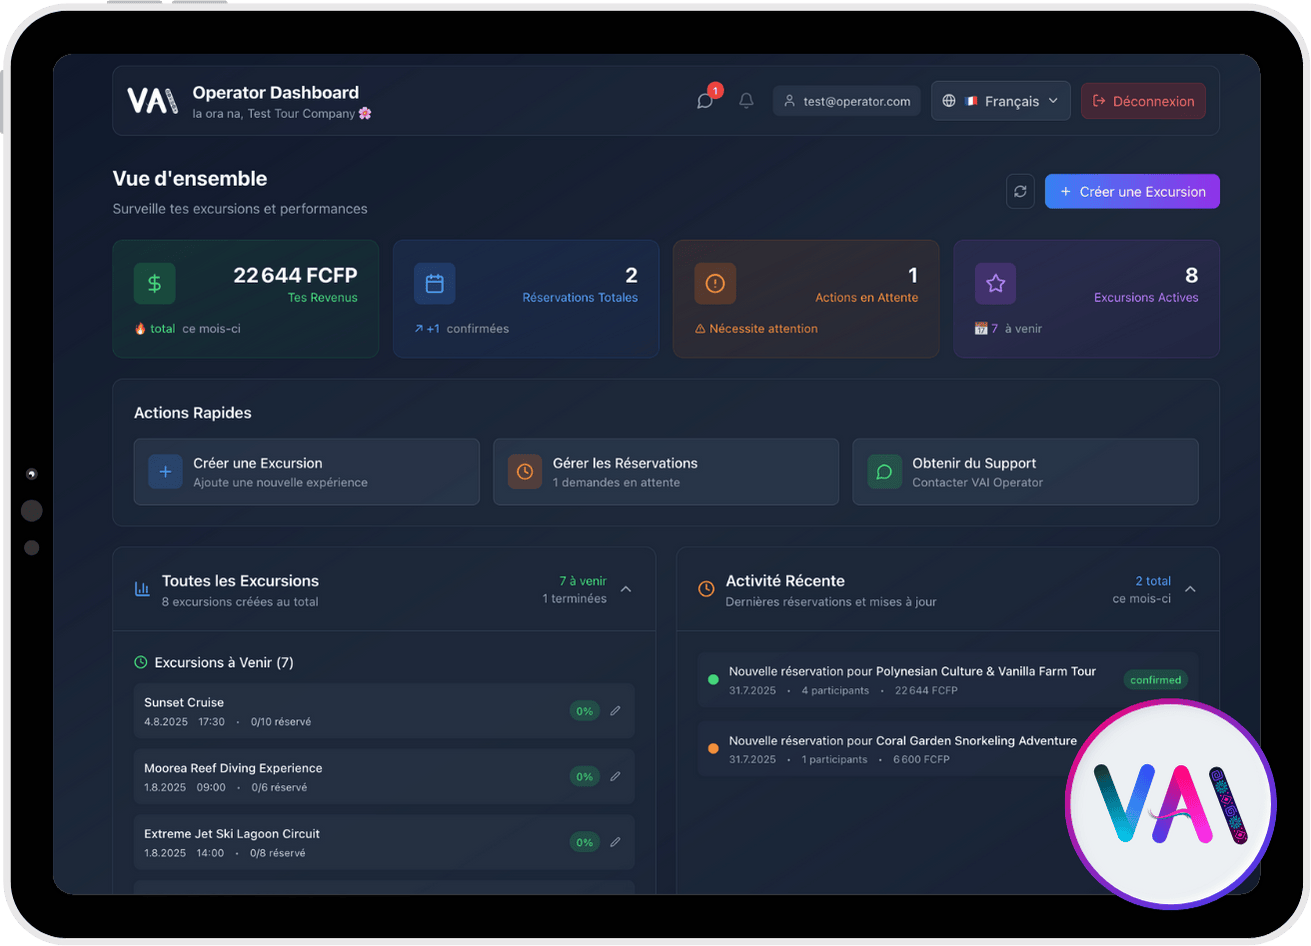 VAI
Operator Dashboard
Ia ora na, Test Tour Company 🌸
1
test@operator.com
🇫🇷 Français
Déconnexion
Vue d'ensemble
Surveille tes excursions et performances
+ Créer une Excursion
$
22 644 FCFP
Tes Revenus
🔥 total ce mois-ci
2
Réservations Totales
↗ +1 confirmées
1
Actions en Attente
⚠ Nécessite attention
8
Excursions Actives
📅 7 à venir
Actions Rapides
Créer une Excursion
Ajoute une nouvelle expérience
Gérer les Réservations
1 demandes en attente
Obtenir du Support
Contacter VAI Operator
Toutes les Excursions
8 excursions créées au total
7 à venir
1 terminées
Excursions à Venir (7)
Sunset Cruise
4.8.2025 17:30 • 0/10 réservé
0%
Moorea Reef Diving Experience
1.8.2025 09:00 • 0/6 réservé
0%
Extreme Jet Ski Lagoon Circuit
1.8.2025 14:00 • 0/8 réservé
0%
Activité Récente
Dernières réservations et mises à jour
2 total
ce mois-ci
Nouvelle réservation pour Polynesian Culture & Vanilla Farm Tour
31.7.2025 • 4 participants • 22 644 FCFP
confirmed
Nouvelle réservation pour Coral Garden Snorkeling Adventure
31.7.2025 • 1 participants • 6 600 FCFP
VAI